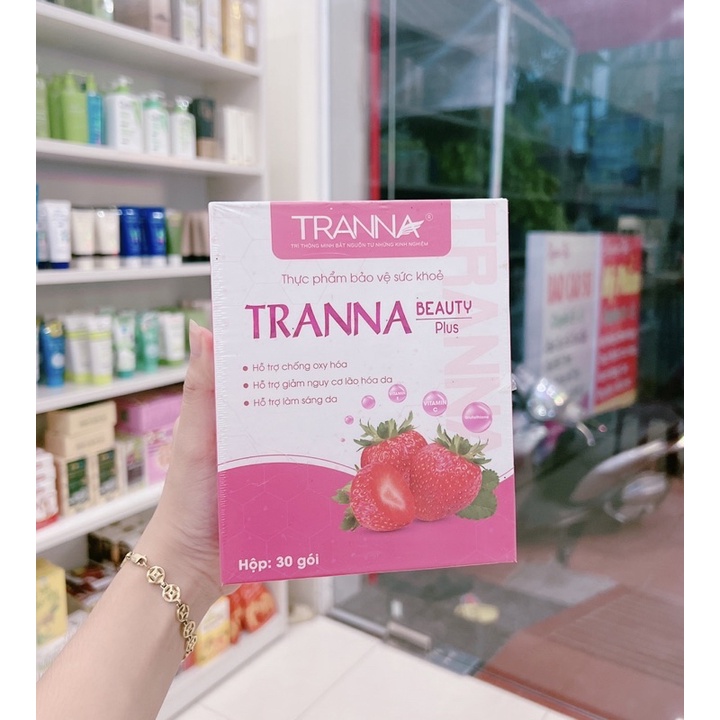 TRANNA®
TRI THÔNG MINH BẮT NGUỒN TỪ NHỮNG KINH NGHIỆM
Thực phẩm bảo vệ sức khoẻ
TRANNA BEAUTY Plus
• Hỗ trợ chống oxy hóa
• Hỗ trợ giảm nguy cơ lão hóa da
• Hỗ trợ làm sáng da
VITAMIN C
TRANNA
Hộp: 30 gói